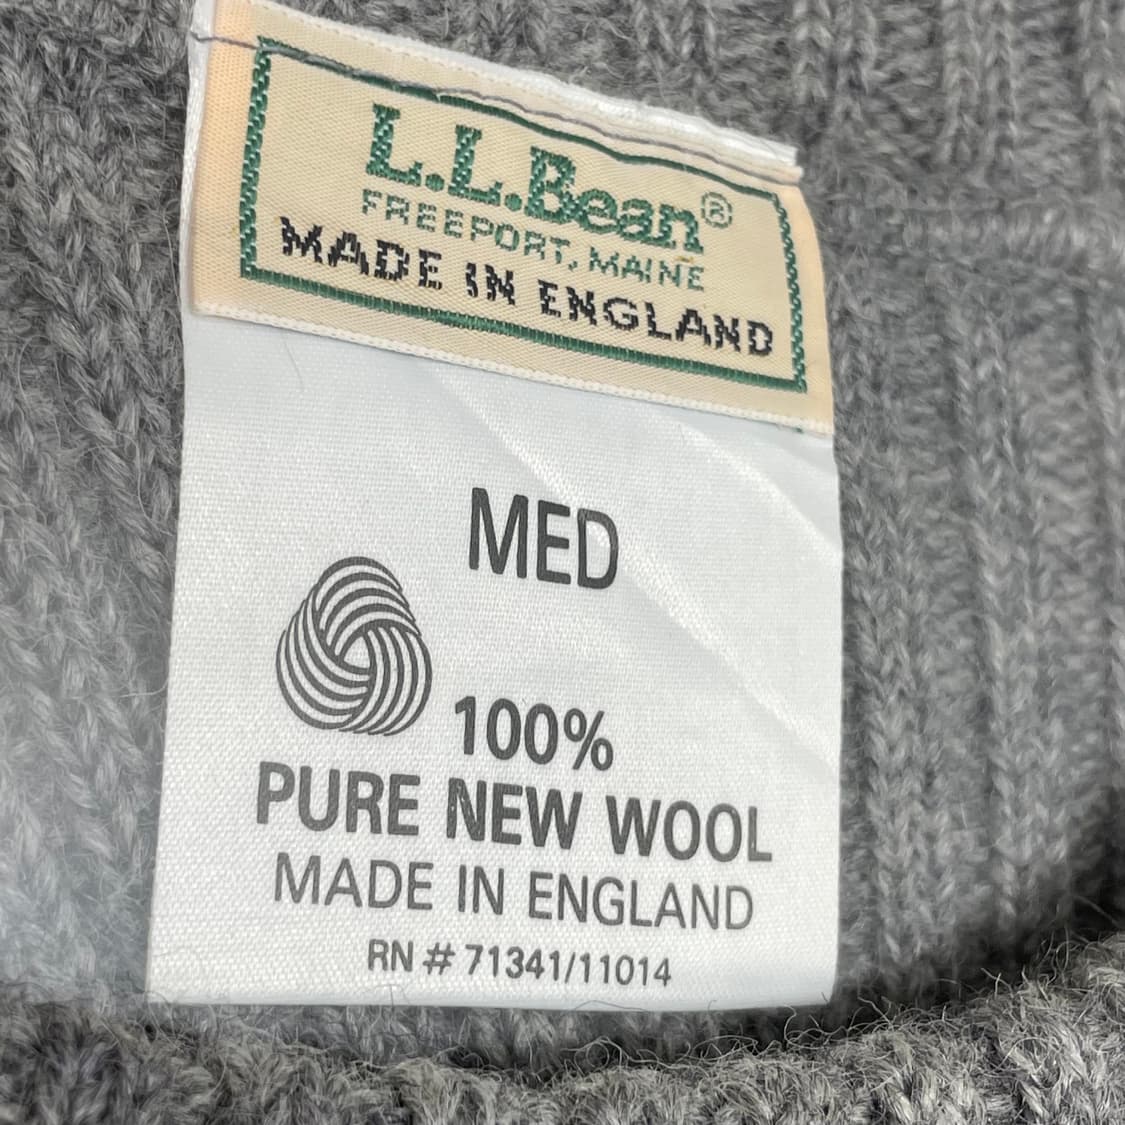 L.L.Bean®
FREEPORT, MAINE
MADE IN ENGLAND
MED
100%
PURE NEW WOOL
MADE IN ENGLAND
RN # 71341/11014